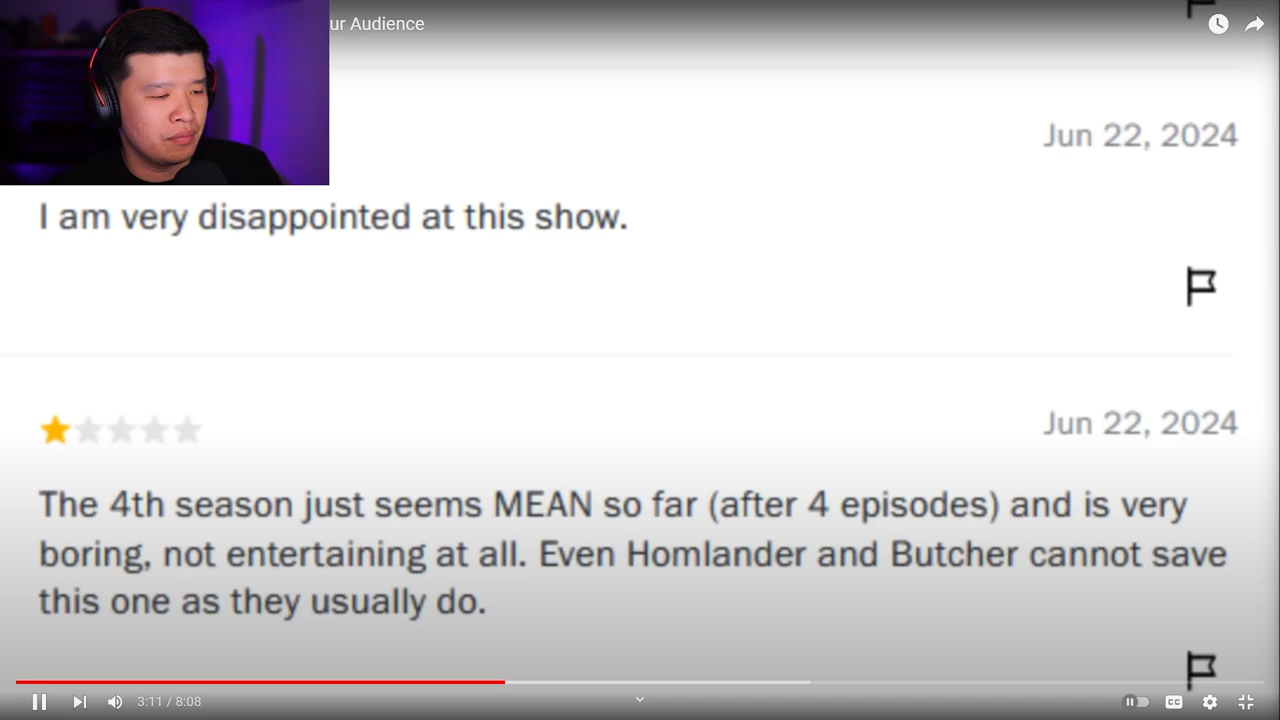 ur Audience
Jun 22, 2024
I am very disappointed at this show.
Jun 22, 2024
The 4th season just seems MEAN so far (after 4 episodes) and is very
boring, not entertaining at all. Even Homlander and Butcher cannot save
this one as they usually do.
3:11 / 8:08
CC